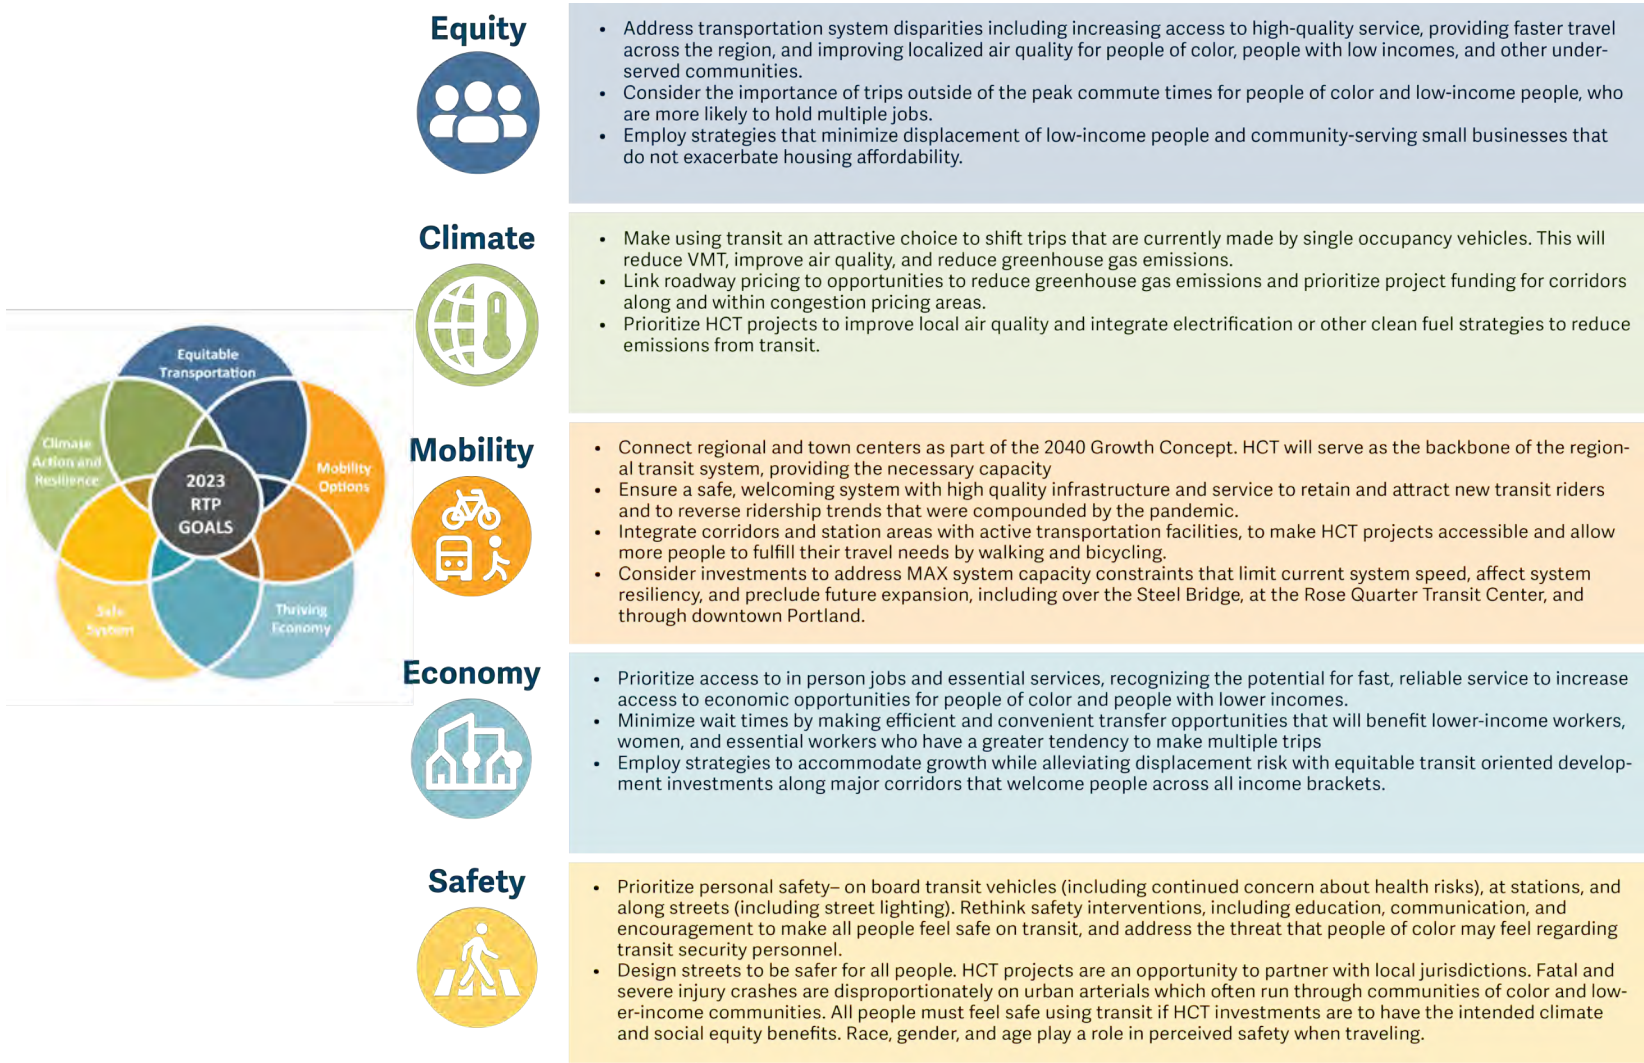 Equitable
Transportation
Climate
Action and
Resilience
Mobility
Options
2023
RTP
GOALS
Safe
System
Thriving
Economy
Equity
• Address transportation system disparities including increasing access to high-quality service, providing faster travel
across the region, and improving localized air quality for people of color, people with low incomes, and other under-
served communities.
• Consider the importance of trips outside of the peak commute times for people of color and low-income people, who
are more likely to hold multiple jobs.
• Employ strategies that minimize displacement of low-income people and community-serving small businesses that
do not exacerbate housing affordability.
Climate
• Make using transit an attractive choice to shift trips that are currently made by single occupancy vehicles. This will
reduce VMT, improve air quality, and reduce greenhouse gas emissions.
• Link roadway pricing to opportunities to reduce greenhouse gas emissions and prioritize project funding for corridors
along and within congestion pricing areas.
• Prioritize HCT projects to improve local air quality and integrate electrification or other clean fuel strategies to reduce
emissions from transit.
Mobility
• Connect regional and town centers as part of the 2040 Growth Concept. HCT will serve as the backbone of the region-
al transit system, providing the necessary capacity
• Ensure a safe, welcoming system with high quality infrastructure and service to retain and attract new transit riders
and to reverse ridership trends that were compounded by the pandemic.
• Integrate corridors and station areas with active transportation facilities, to make HCT projects accessible and allow
more people to fulfill their travel needs by walking and bicycling.
• Consider investments to address MAX system capacity constraints that limit current system speed, affect system
resiliency, and preclude future expansion, including over the Steel Bridge, at the Rose Quarter Transit Center, and
through downtown Portland.
Economy
• Prioritize access to in person jobs and essential services, recognizing the potential for fast, reliable service to increase
access to economic opportunities for people of color and people with lower incomes.
• Minimize wait times by making efficient and convenient transfer opportunities that will benefit lower-income workers,
women, and essential workers who have a greater tendency to make multiple trips
• Employ strategies to accommodate growth while alleviating displacement risk with equitable transit oriented develop-
ment investments along major corridors that welcome people across all income brackets.
Safety
• Prioritize personal safety– on board transit vehicles (including continued concern about health risks), at stations, and
along streets (including street lighting). Rethink safety interventions, including education, communication, and
encouragement to make all people feel safe on transit, and address the threat that people of color may feel regarding
transit security personnel.
• Design streets to be safer for all people. HCT projects are an opportunity to partner with local jurisdictions. Fatal and
severe injury crashes are disproportionately on urban arterials which often run through communities of color and low-
er-income communities. All people must feel safe using transit if HCT investments are to have the intended climate
and social equity benefits. Race, gender, and age play a role in perceived safety when traveling.